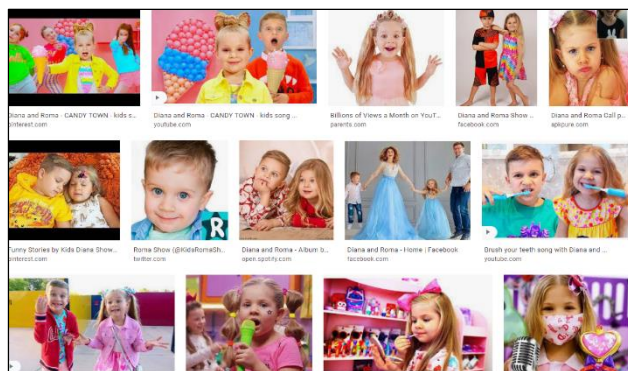 Diana and Roma - CANDY TOWN - kids s...
pinterest.com
Diana and Roma - CANDY TOWN - kids song ...
youtube.com
Billions of Views a Month on YouT...
parents.com
Diana and Roma Show ...
facebook.com
Diana and Roma Call p...
apkpure.com
Funny Stories by Kids Diana Show...
pinterest.com
R
Roma Show (@KidsRomaSh...
twitter.com
Diana and Roma - Album b...
open.spotify.com
Diana and Roma - Home | Facebook
facebook.com
Brush your teeth song with Diana and ...
youtube.com